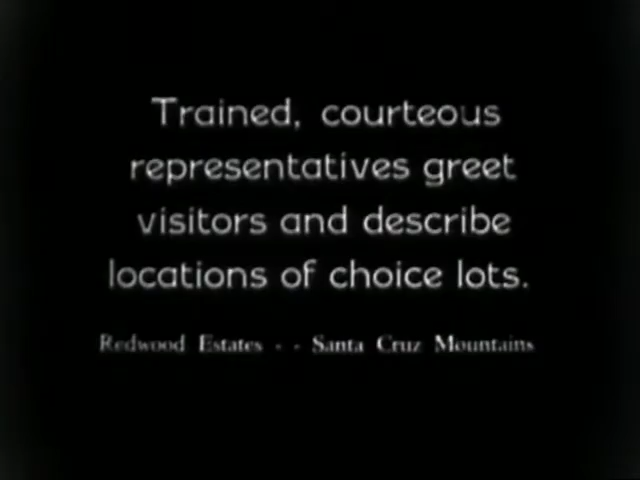 Trained, courteous
representatives greet
visitors and describe
locations of choice lots.
Redwood Estates - - Santa Cruz Mountains